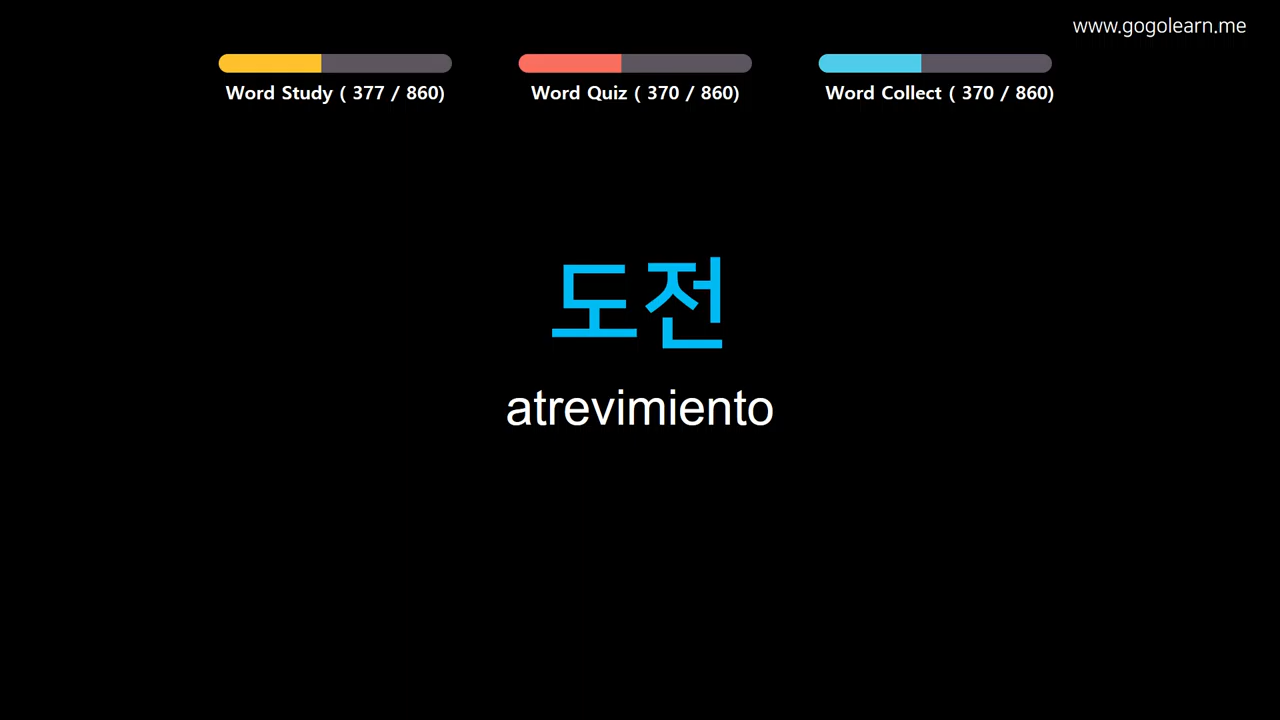 www.gogolearn.me
Word Study ( 377 / 860)
Word Quiz ( 370 / 860)
Word Collect ( 370 / 860)
도전
atrevimiento